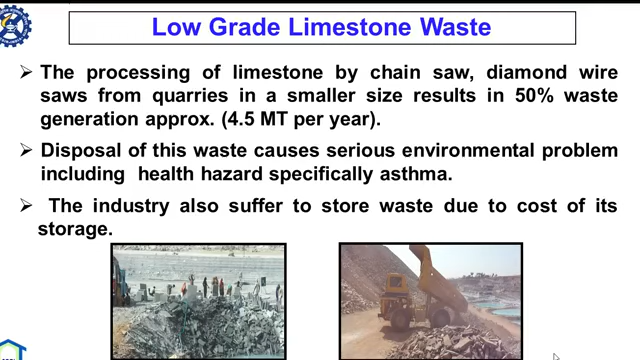 Low Grade Limestone Waste
➢ The processing of limestone by chain saw, diamond wire
saws from quarries in a smaller size results in 50% waste
generation approx. (4.5 MT per year).
➢ Disposal of this waste causes serious environmental problem
including health hazard specifically asthma.
➢ The industry also suffer to store waste due to cost of its
storage.